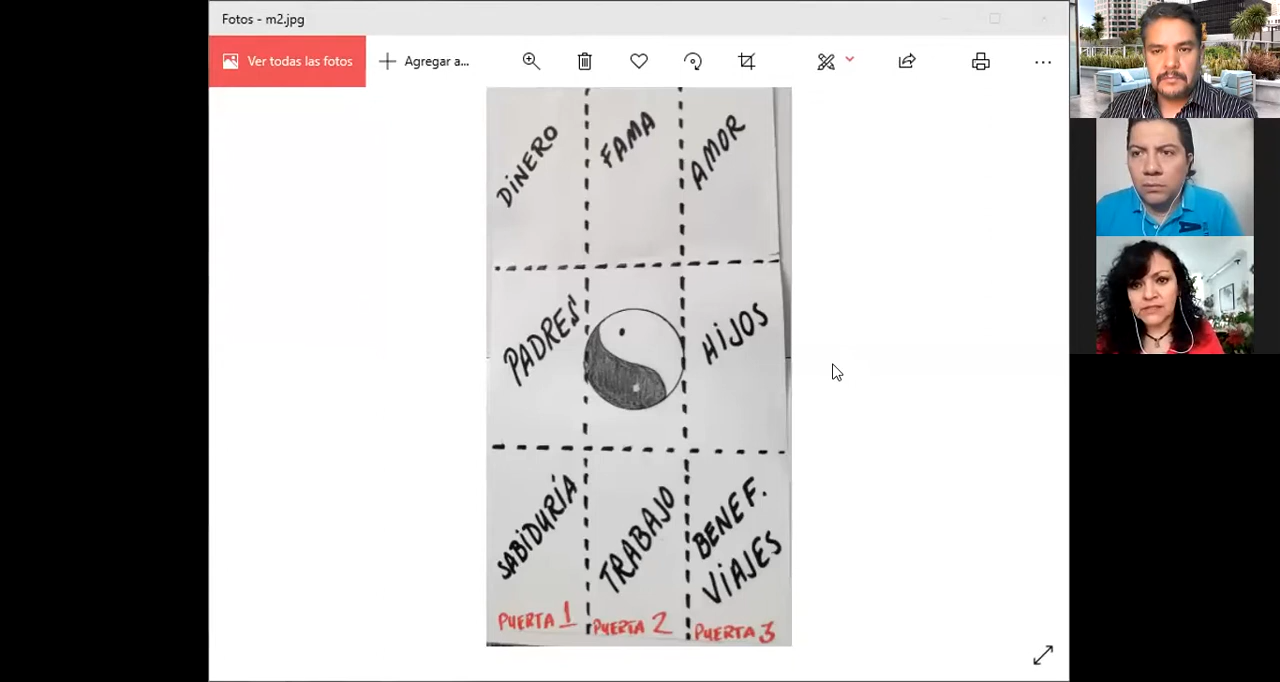 Fotos - m2.jpg
Ver todas las fotos
Agregar a...
DINERO
FAMA
AMOR
PADRES
HIJOS
SABIDURÍA
TRABAJO
BENEF.
VIAJES
PUERTA 1
PUERTA 2
PUERTA 3